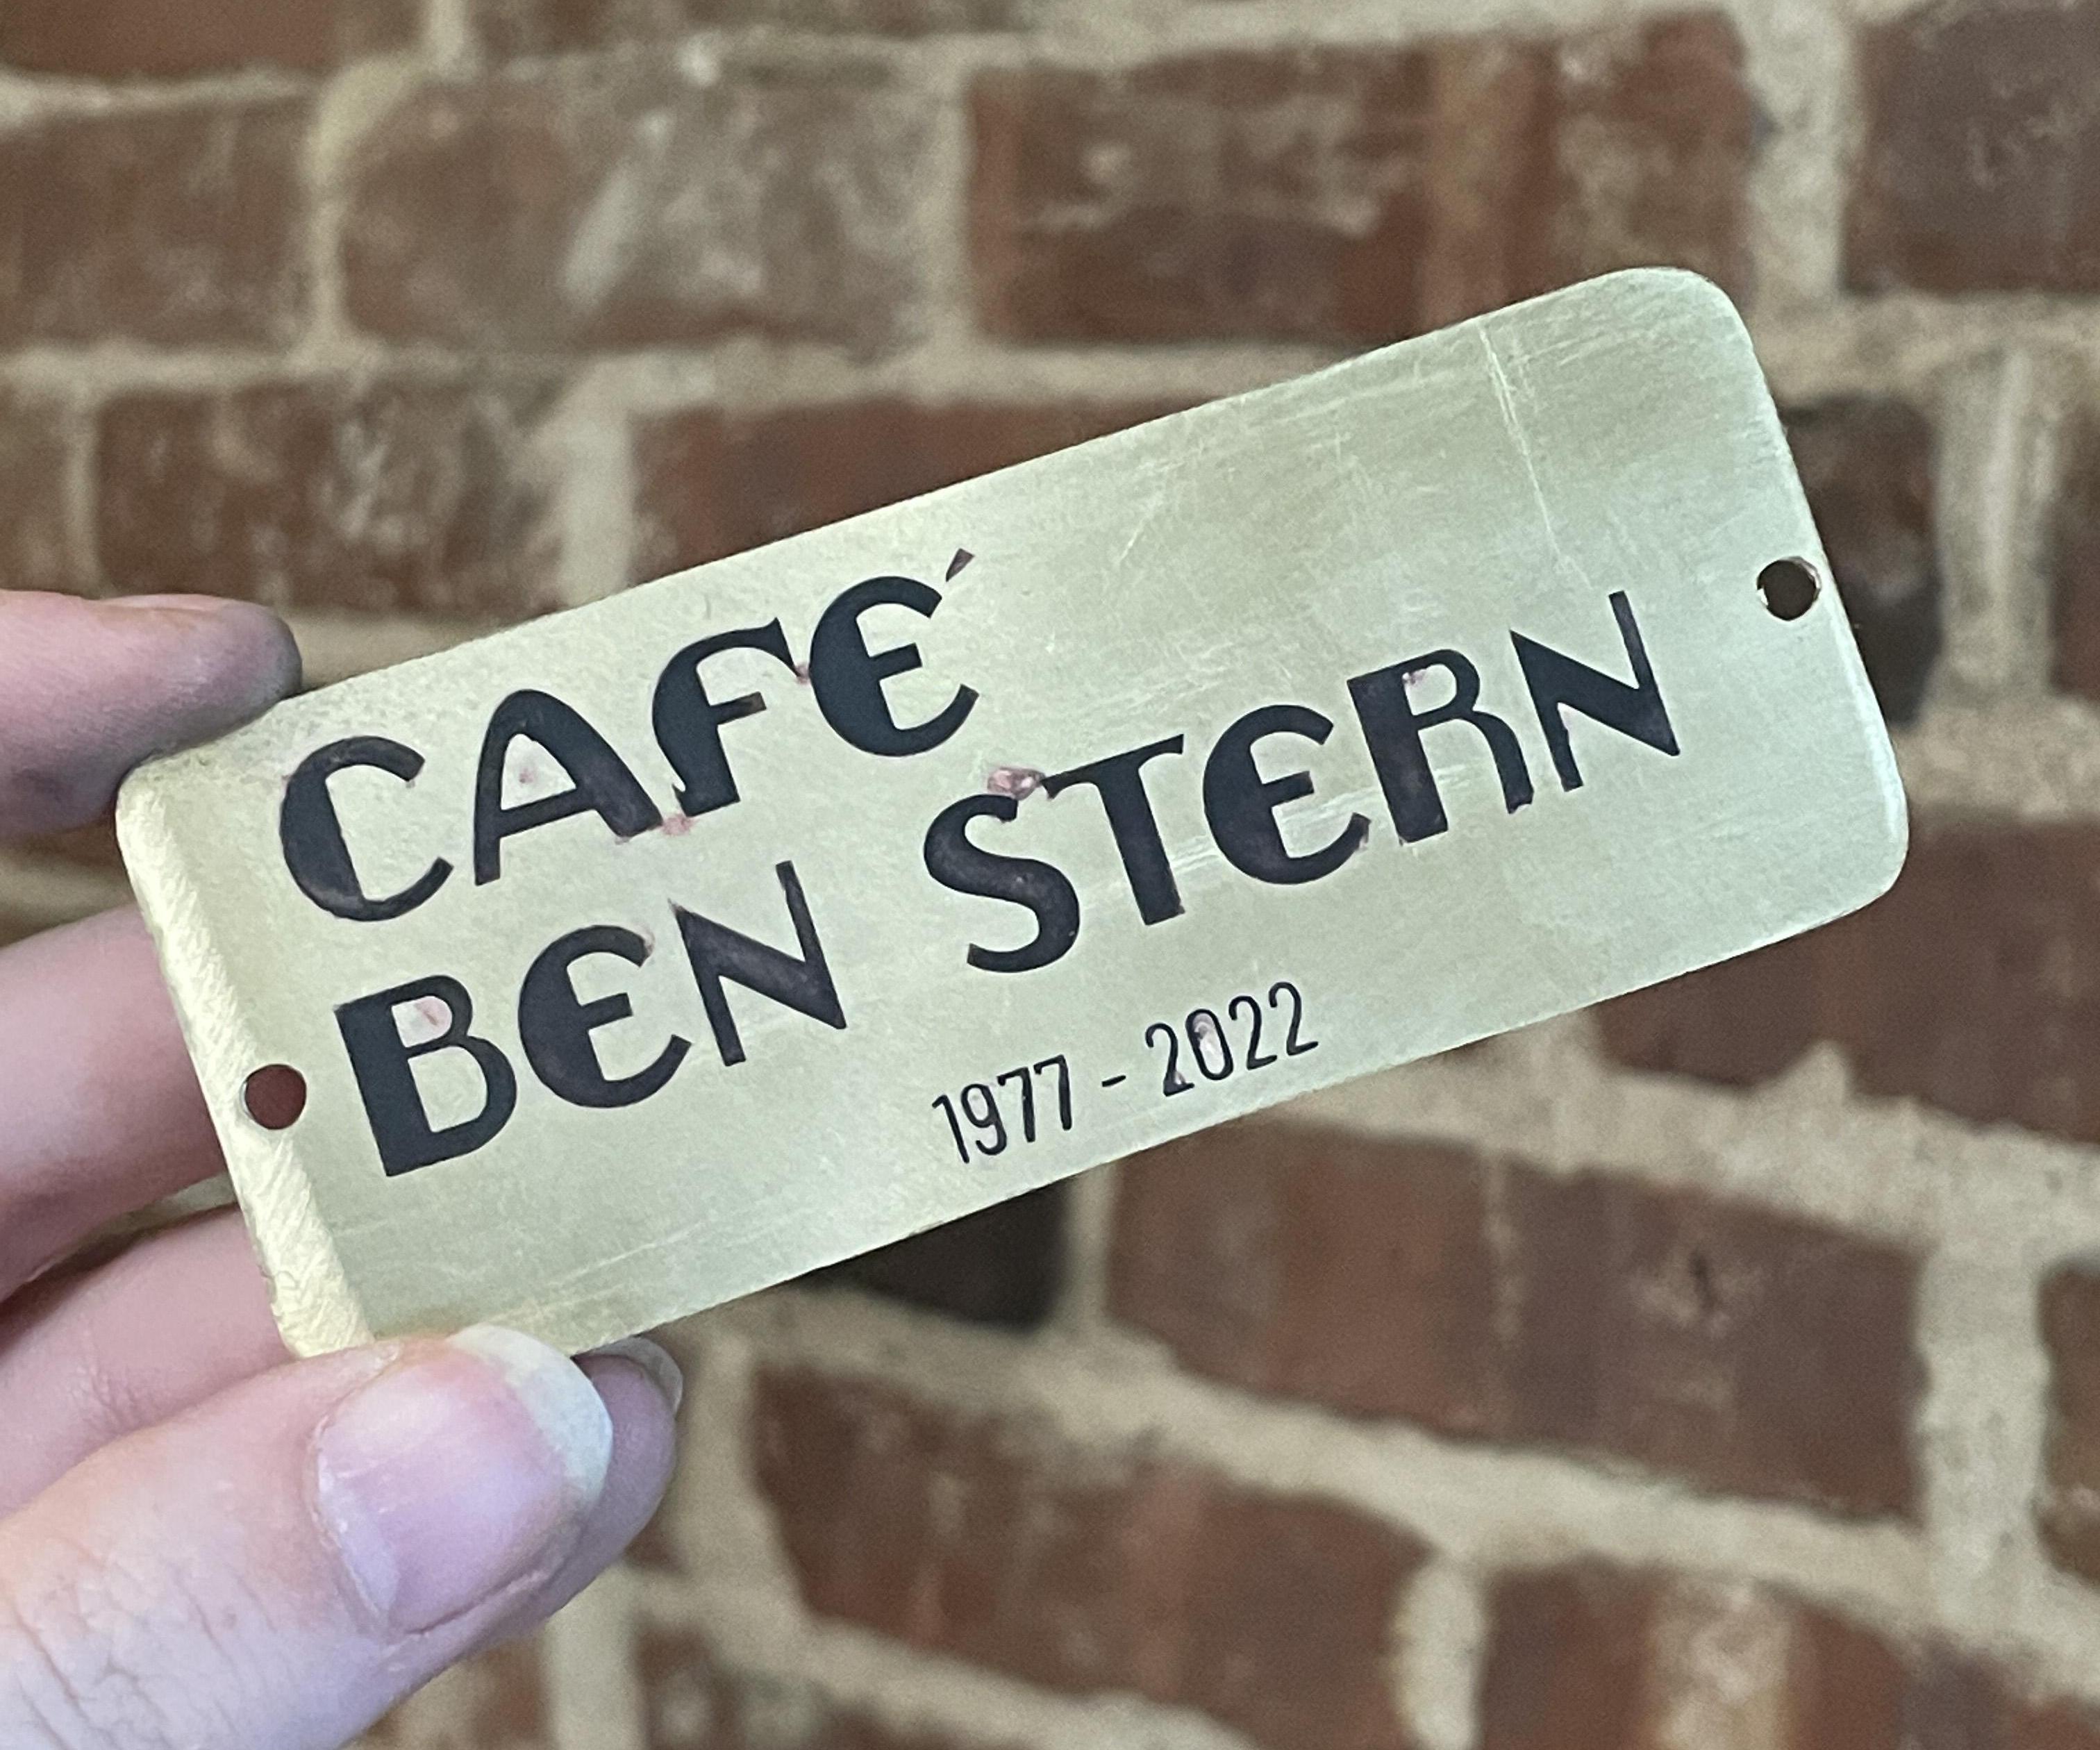 CAFÉ
BEN STERN
1977 - 2022